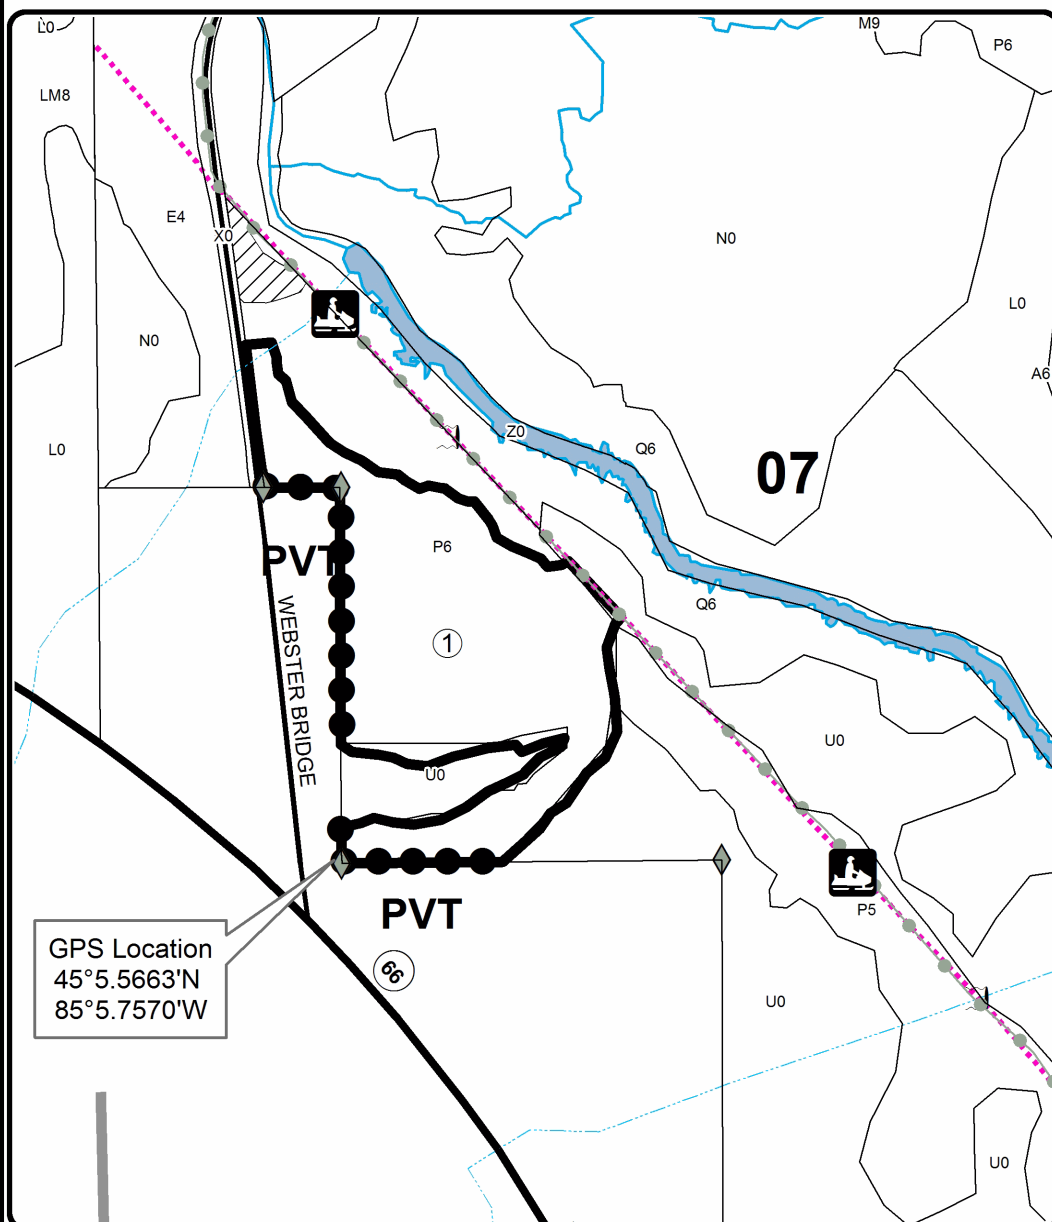 L0
M9
P6
LM8
E4
X0
N0
L0
N0
A6
L0
Z0
Q6
07
P6
PVT
Q6
WEBSTER BRIDGE
1
U0
U0
PVT
P5
GPS Location
45°5.5663'N
85°5.7570'W
66
U0
U0